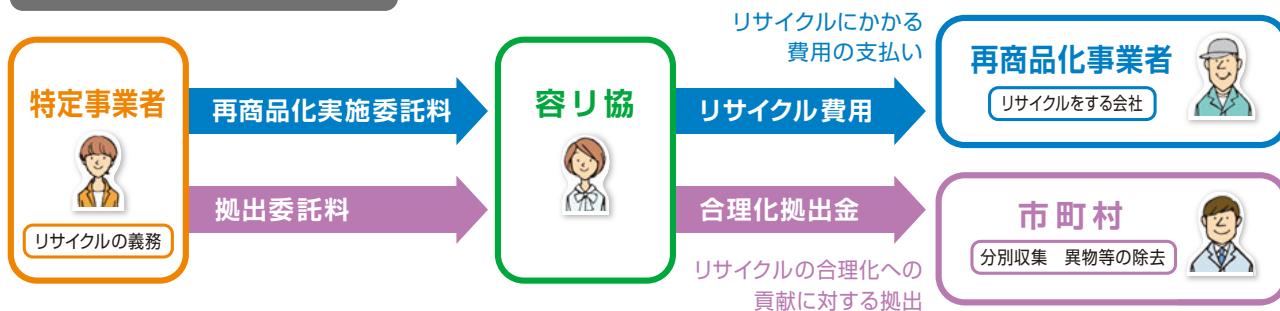 特定事業者
リサイクルの義務
再商品化実施委託料
拠出委託料
容リ協
リサイクルにかかる
費用の支払い
リサイクル費用
合理化拠出金
リサイクルの合理化への
貢献に対する拠出
再商品化事業者
リサイクルをする会社
市町村
分別収集 異物等の除去